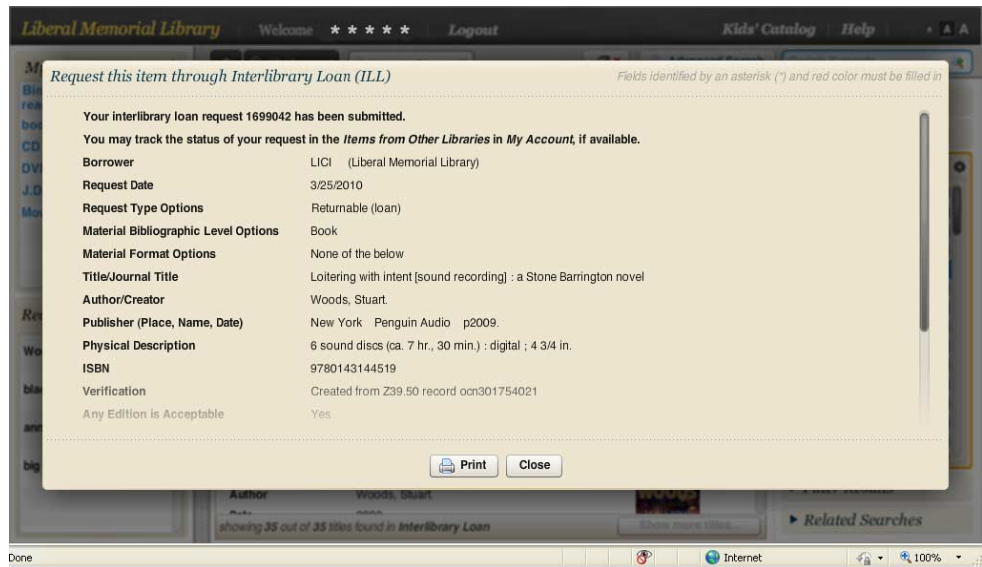 Liberal Memorial Library Welcome * * * * * Logout Kids' Catalog Help A A A
Request this item through Interlibrary Loan (ILL) Fields identified by an asterisk (*) and red color must be filled in
Your interlibrary loan request 1699042 has been submitted.
You may track the status of your request in the Items from Other Libraries in My Account, if available.
Borrower LICI (Liberal Memorial Library)
Request Date 3/25/2010
Request Type Options Returnable (loan)
Material Bibliographic Level Options Book
Material Format Options None of the below
Title/Journal Title Loitering with intent [sound recording] : a Stone Barrington novel
Author/Creator Woods, Stuart.
Publisher (Place, Name, Date) New York Penguin Audio p2009.
Physical Description 6 sound discs (ca. 7 hr., 30 min.) : digital ; 4 3/4 in.
ISBN 9780143144519
Verification Created from Z39.50 record ocn301754021
Any Edition is Acceptable Yes
Print Close
Author Woods, Stuart
showing 35 out of 35 titles found in Interlibrary Loan Show more titles...
Related Searches
Done Internet 100%